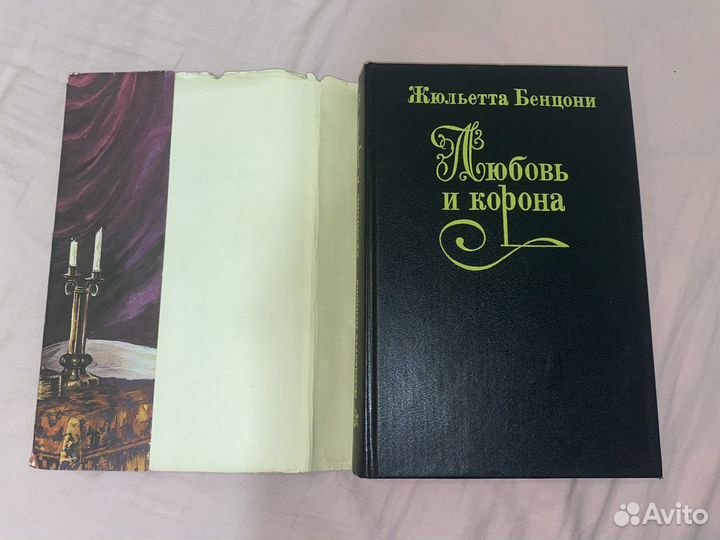 Жюльетта Бенцони
Любовь
и корона
Avito